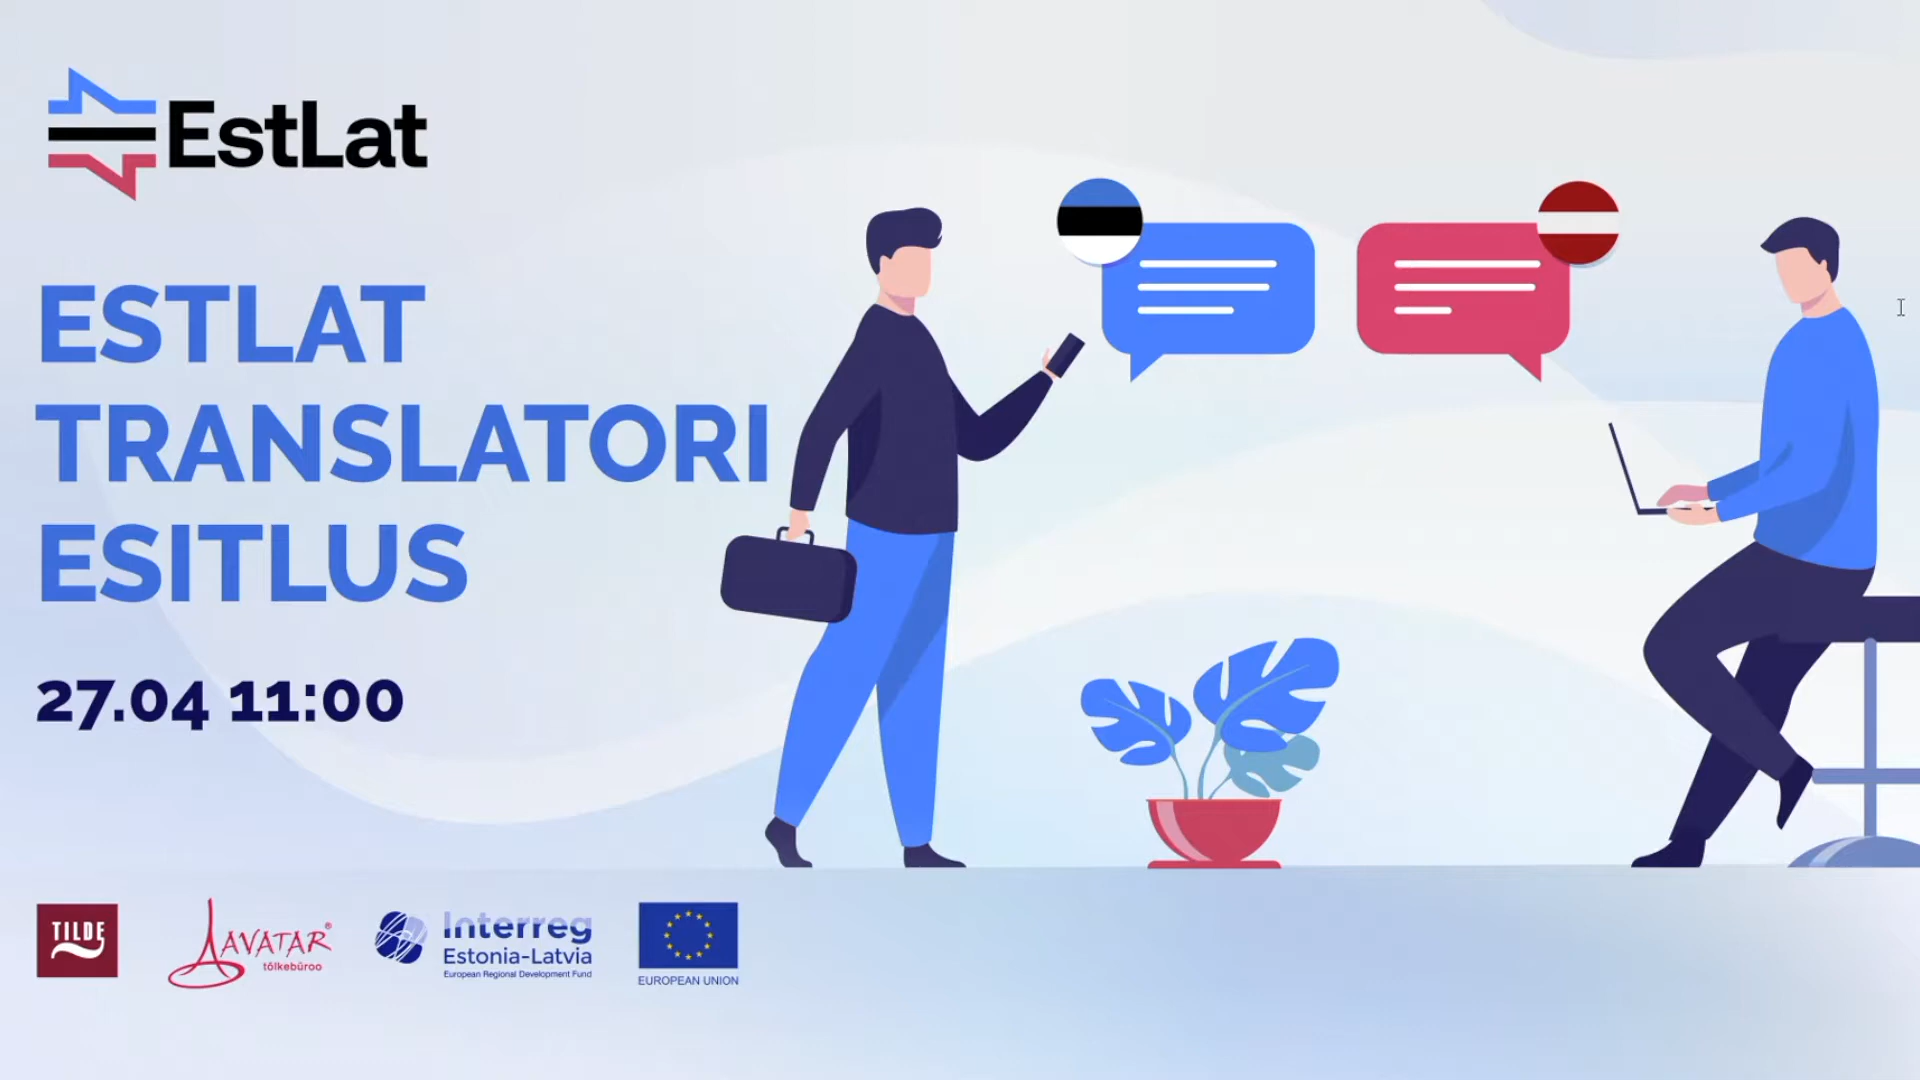 EstLat
ESTLAT
TRANSLATORI
ESITLUS
27.04 11:00
TILDE
AVATAR®
tõlkebüroo
Interreg
Estonia-Latvia
European Regional Development Fund
EUROPEAN UNION